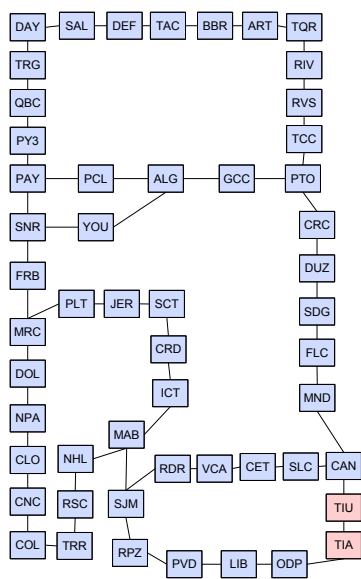 DAY SAL DEF TAC BBR ART TQR
TRG RIV
QBC RVS
PY3 TCC
PAY PCL ALG GCC PTO
SNR YOU CRC
FRB DUZ
PLT JER SCT SDG
MRC CRD FLC
DOL ICT MND
NPA MAB
CLO NHL RDR VCA CET SLC CAN
CNC RSC SJM TIU
COL TRR RPZ PVD LIB ODP TIA